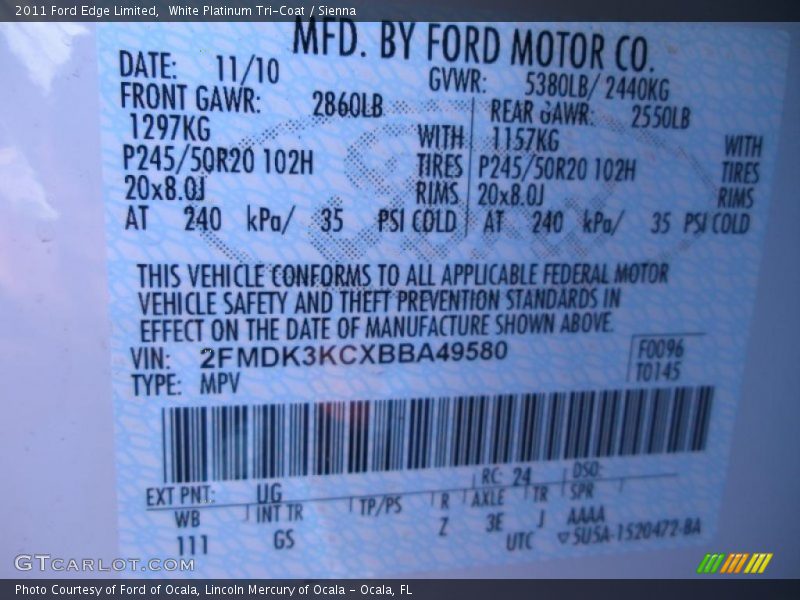 2011 Ford Edge Limited,  White Platinum Tri-Coat / Sienna
MFD. BY FORD MOTOR CO.
DATE: 11/10 GVWR: 5380LB/ 2440KG
FRONT GAWR: 2860LB REAR GAWR: 2550LB
1297KG WITH 1157KG WITH
P245/50R20 102H TIRES P245/50R20 102H TIRES
20x8.0J RIMS 20x8.0J RIMS
AT 240 kPa/ 35 PSI COLD AT 240 kPa/ 35 PSI COLD
THIS VEHICLE CONFORMS TO ALL APPLICABLE FEDERAL MOTOR
VEHICLE SAFETY AND THEFT PREVENTION STANDARDS IN
EFFECT ON THE DATE OF MANUFACTURE SHOWN ABOVE.
VIN: 2FMDK3KCXBBA49580 F0096
TYPE: MPV T0145
EXT PNT: UG RC: 24 DSO:
WB INT TR TP/PS R AXLE TR SPR
111 GS Z 3E J AAAA
UTC ▽5USA-1520472-BA
GTCARLOT.COM
Photo Courtesy of Ford of Ocala, Lincoln Mercury of Ocala - Ocala, FL